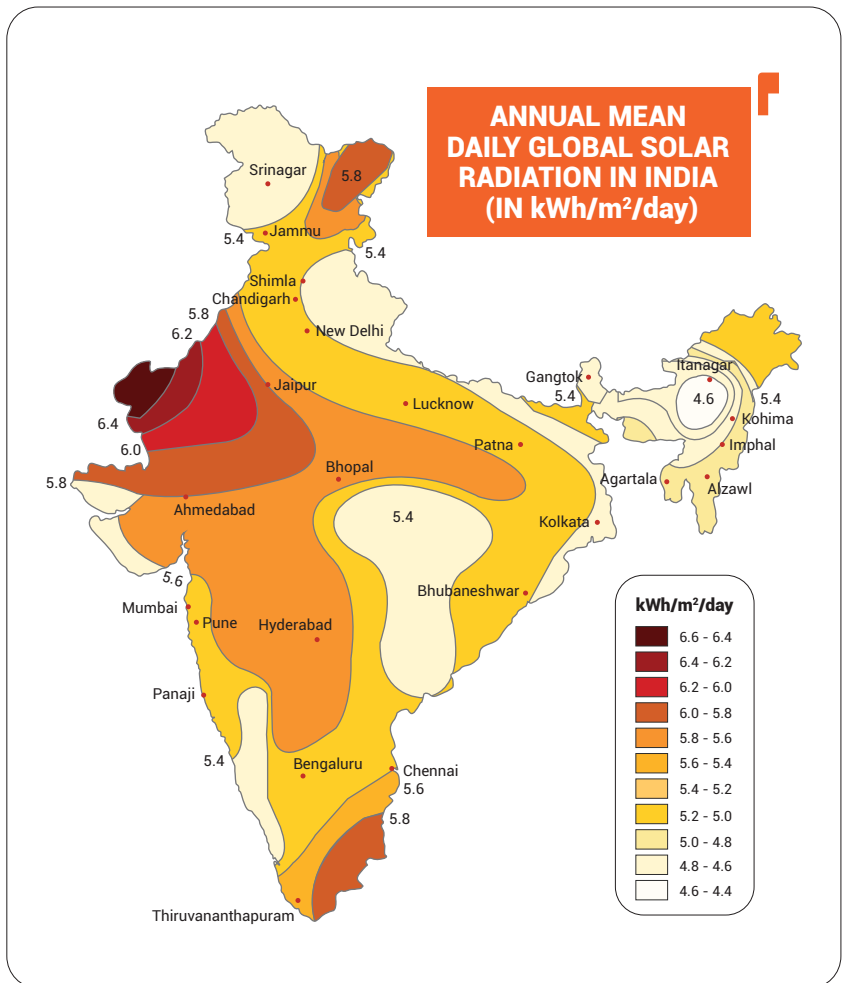 ANNUAL MEAN
DAILY GLOBAL SOLAR
RADIATION IN INDIA
(IN kWh/m²/day)
Srinagar
5.8
5.4
Jammu
5.4
Shimla
Chandigarh
5.8
6.2
New Delhi
Jaipur
6.4
6.0
Lucknow
Gangtok
5.4
Itanagar
4.6
5.4
Kohima
Imphal
Patna
Bhopal
5.8
Agartala
Alzawl
Ahmedabad
5.4
Kolkata
5.6
Bhubaneshwar
Mumbai
Pune
Hyderabad
Panaji
5.4
Bengaluru
Chennai
5.6
5.8
Thiruvananthapuram
kWh/m²/day
6.6 - 6.4
6.4 - 6.2
6.2 - 6.0
6.0 - 5.8
5.8 - 5.6
5.6 - 5.4
5.4 - 5.2
5.2 - 5.0
5.0 - 4.8
4.8 - 4.6
4.6 - 4.4